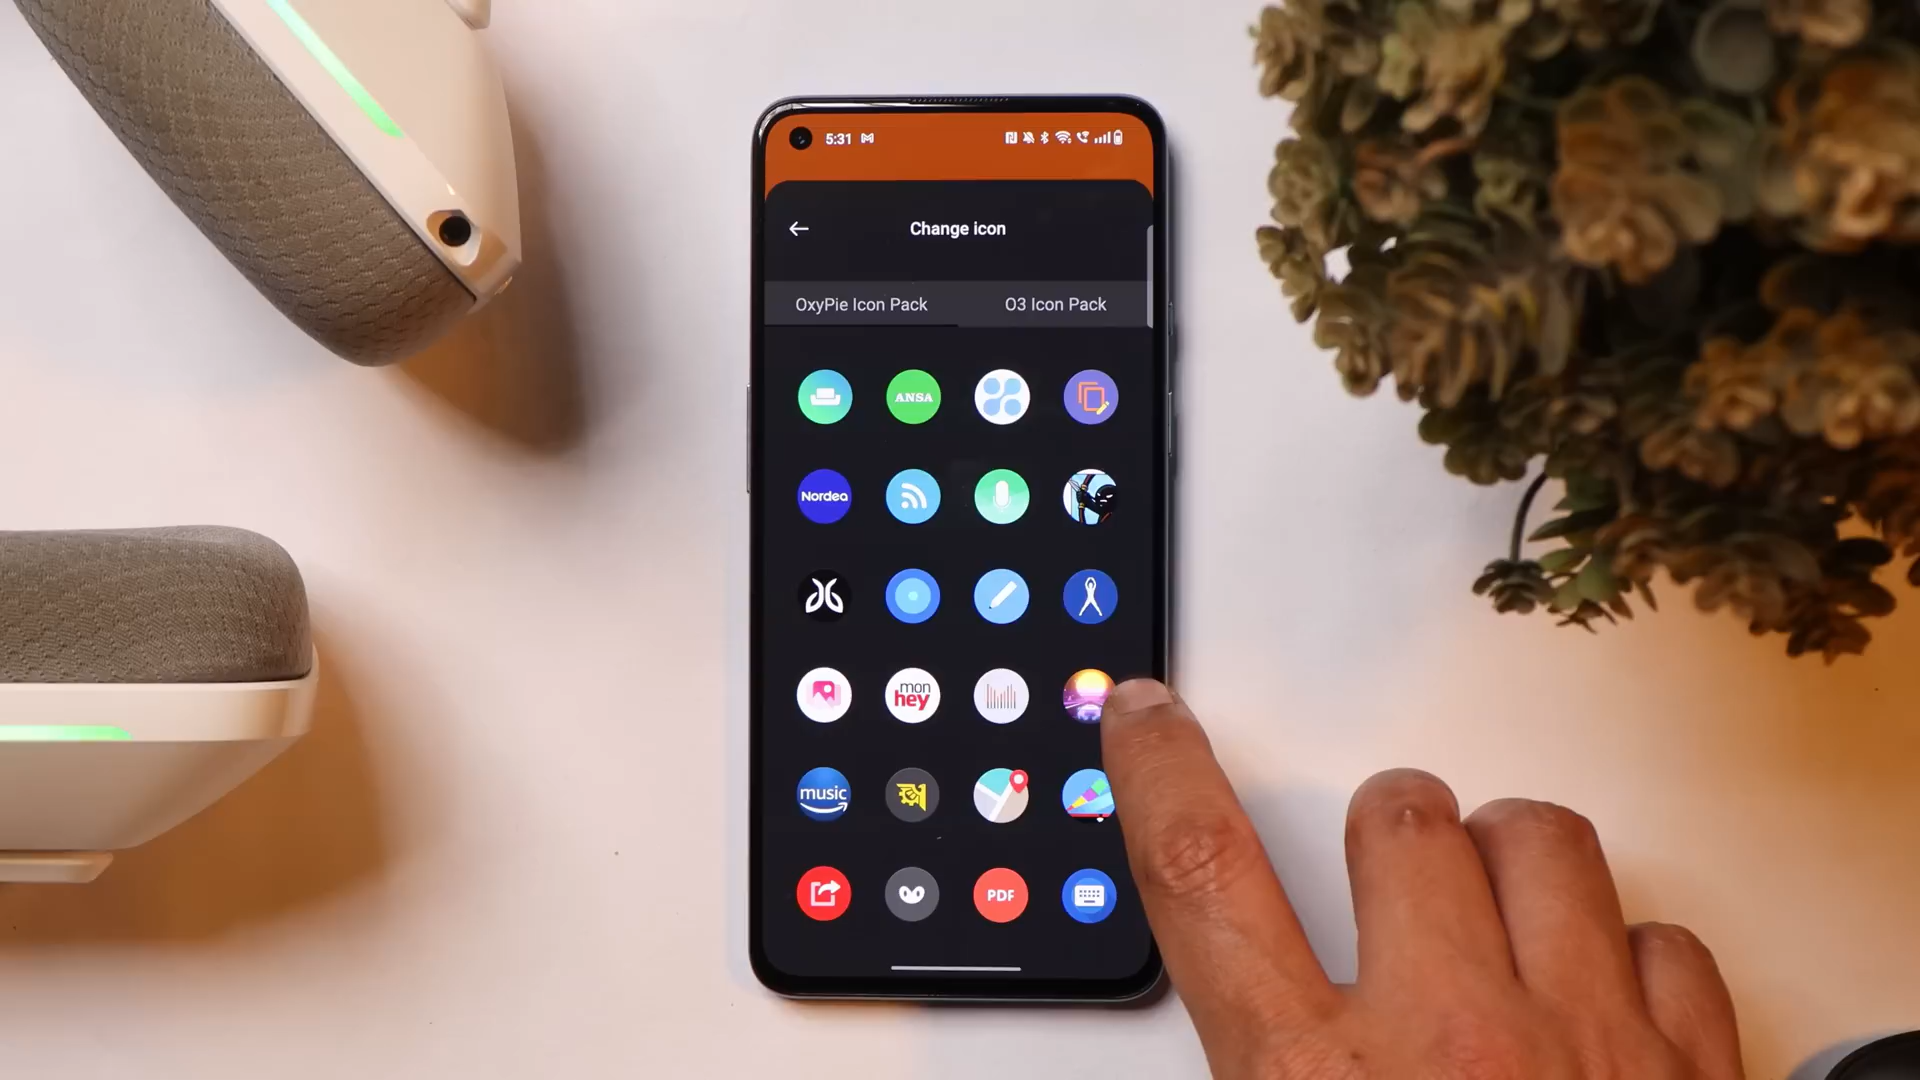 5:31
Change icon
OxyPie Icon Pack
O3 Icon Pack
ANSA
Nordea
mon
hey
music
PDF